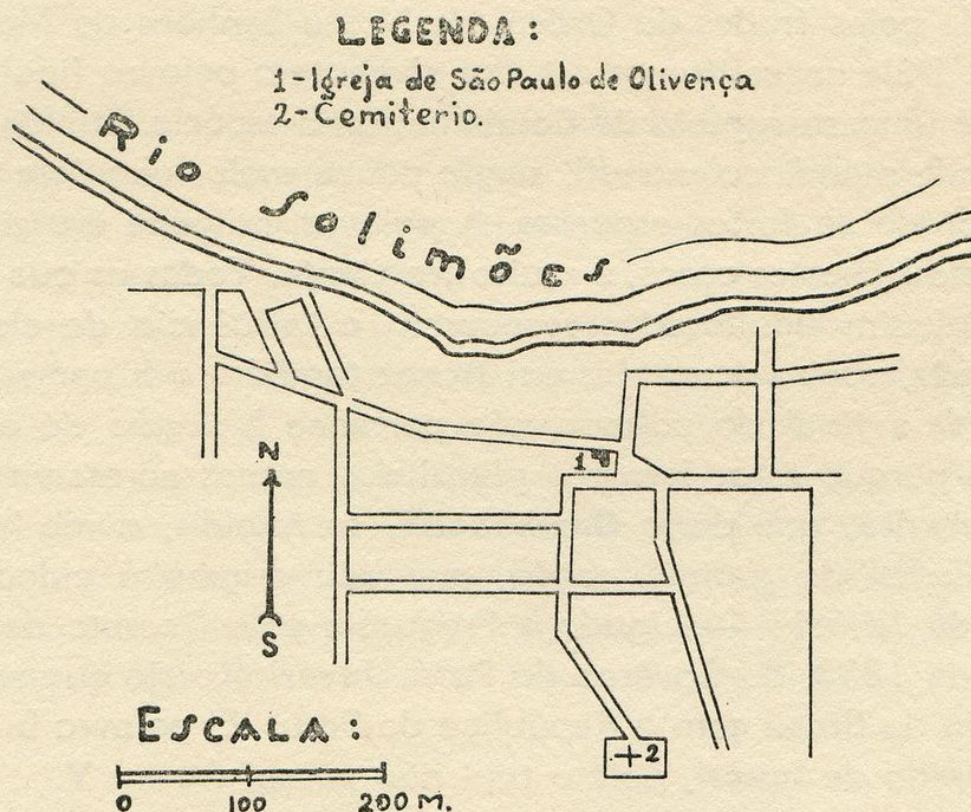 LEGENDA:
1-Igreja de São Paulo de Olivença
2-Cemiterio.
Rio Solimões
1
N
S
ESCALA:
+2
0 100 200 M.